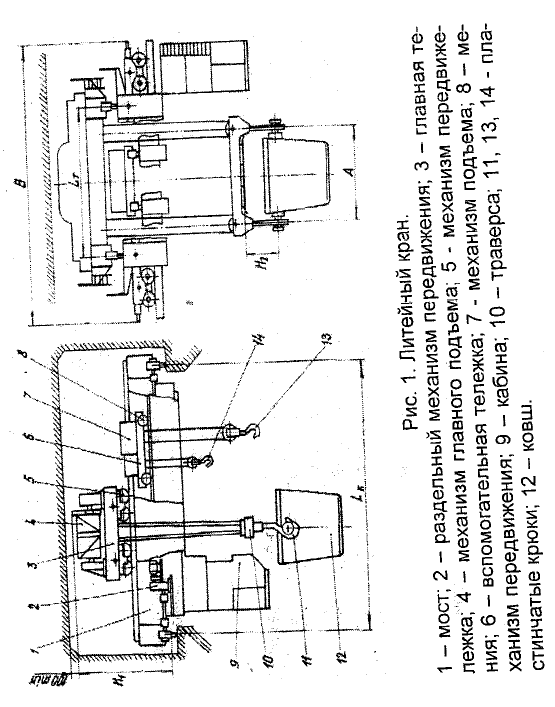 B
Lт
H₂
A
100 min
H₁
1
2
3
4
5
6
7
8
9
10
11
12
Lк
13
14
Рис. 1. Литейный кран.
1 – мост; 2 – раздельный механизм передвижения; 3 – главная те-
лежка; 4 – механизм главного подъема; 5 - механизм передвиже-
ния; 6 – вспомогательная тележка; 7 - механизм подъема; 8 – ме-
ханизм передвижения; 9 – кабина; 10 – траверса; 11, 13, 14 - пла-
стинчатые крюки; 12 – ковш.